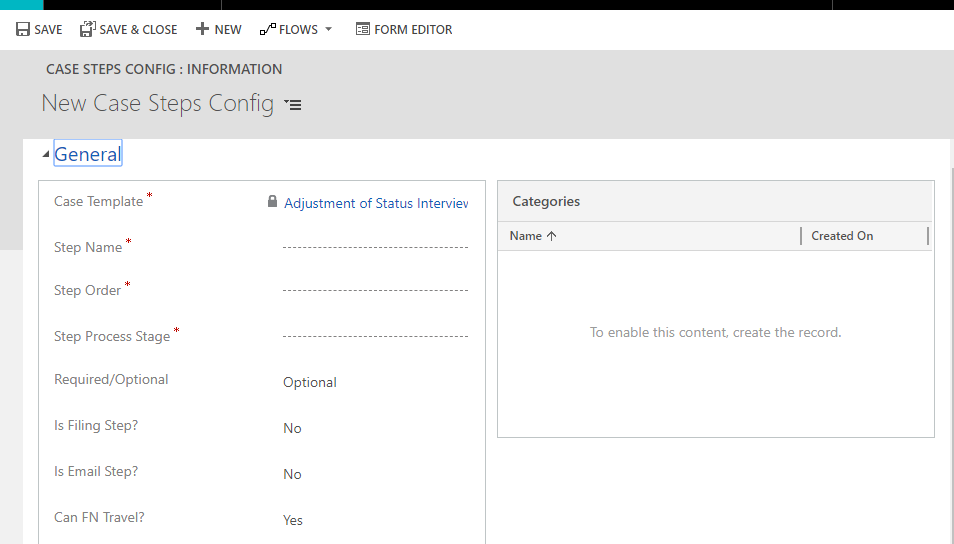 SAVE SAVE & CLOSE NEW FLOWS FORM EDITOR
CASE STEPS CONFIG : INFORMATION
New Case Steps Config
General
Case Template * Adjustment of Status Interview
Step Name *
Step Order *
Step Process Stage *
Required/Optional Optional
Is Filing Step? No
Is Email Step? No
Can FN Travel? Yes
Categories
Name Created On
To enable this content, create the record.